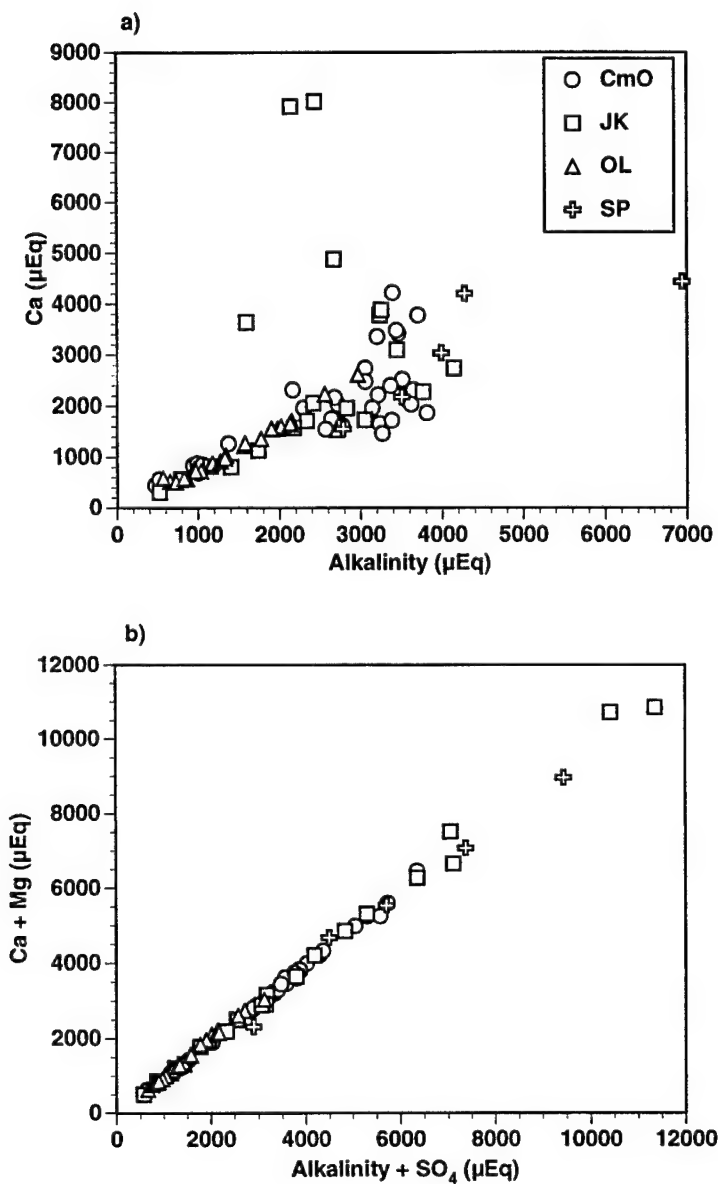 a)
9000
8000
7000
6000
5000
4000
3000
2000
1000
0
Ca (µEq)
CmO
JK
OL
SP
0 1000 2000 3000 4000 5000 6000 7000
Alkalinity (µEq)
b)
12000
10000
8000
6000
4000
2000
0
Ca + Mg (µEq)
0 2000 4000 6000 8000 10000 12000
Alkalinity + SO₄ (µEq)